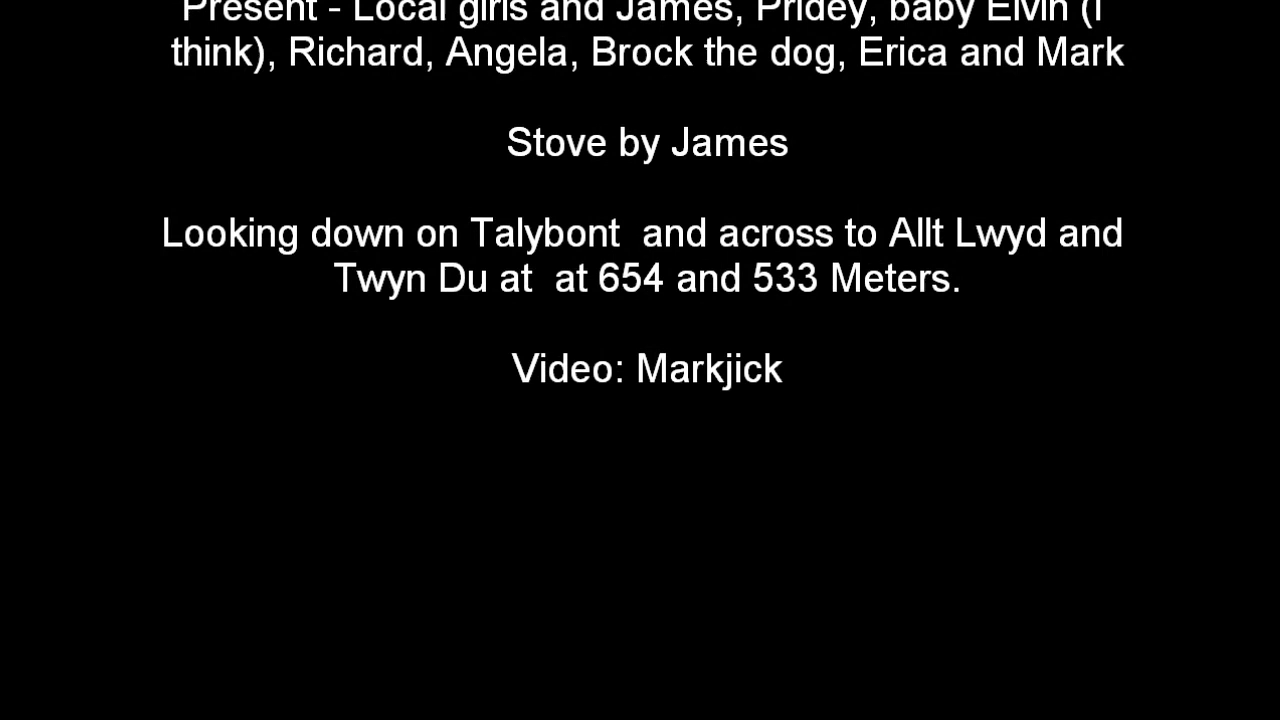 Present - Local girls and James, Pridey, baby (I
think), Richard, Angela, Brock the dog, Erica and Mark
Stove by James
Looking down on Talybont  and across to Allt Lwyd and
Twyn Du at  at 654 and 533 Meters.
Video: Markjick